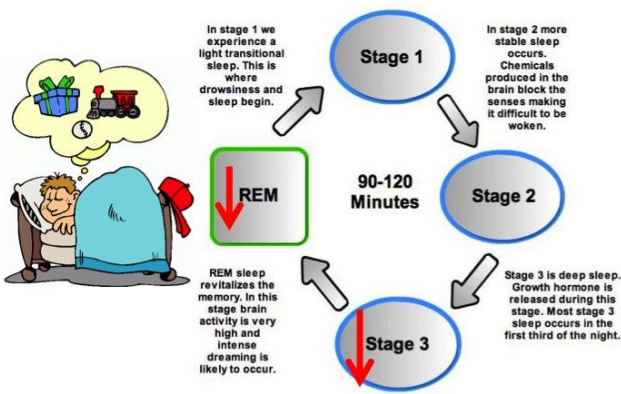 In stage 1 we
experience a
light transitional
sleep. This is
where
drowsiness and
sleep begin.
Stage 1
In stage 2 more
stable sleep
occurs.
Chemicals
produced in the
brain block the
senses making
it difficult to be
woken.
REM
90-120
Minutes
Stage 2
REM sleep
revitalizes the
memory. In this
stage brain
activity is very
high and
intense
dreaming is
likely to occur.
Stage 3
Stage 3 is deep sleep.
Growth hormone is
released during this
stage. Most stage 3
sleep occurs in the
first third of the night.